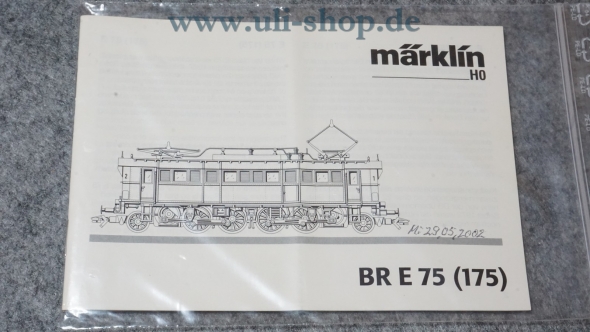 www.uli-shop.de
märklin
H0
Mi 29.05.2002
BR E 75 (175)